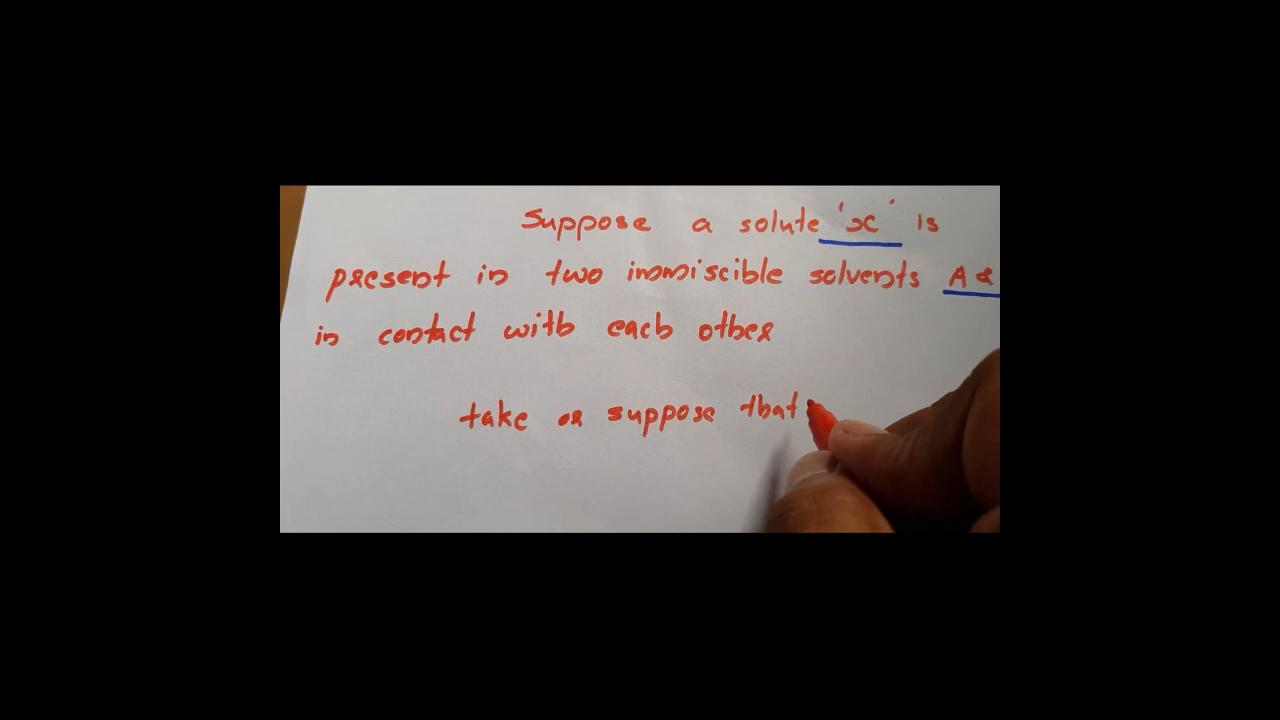 Suppose a solute 'x' is
present in two immiscible solvents A &
in contact with each other
take or suppose that